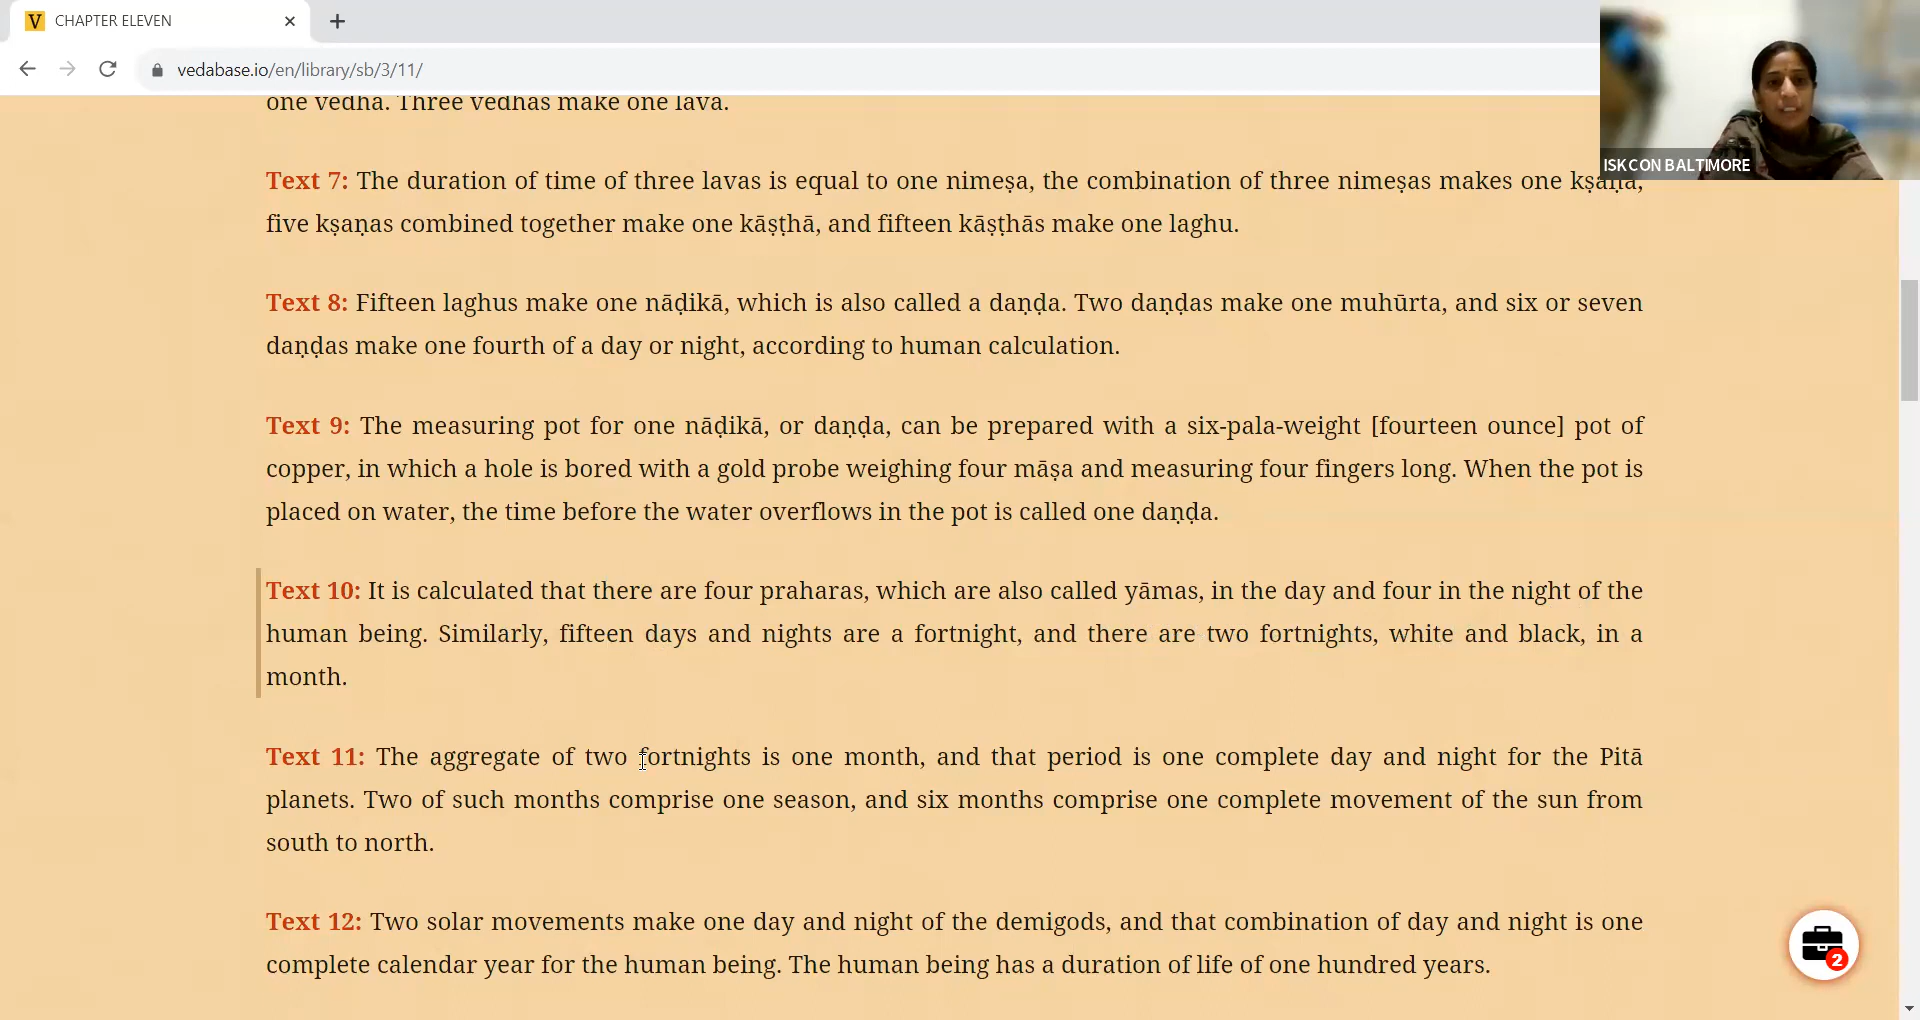 CHAPTER ELEVEN
vedabase.io/en/library/sb/3/11/
ISKCON BALTIMORE
one vedha. Three vedhas make one lava.
Text 7: The duration of time of three lavas is equal to one nimeṣa, the combination of three nimeṣas makes one kṣaṇa,
five kṣaṇas combined together make one kāṣṭhā, and fifteen kāṣṭhās make one laghu.
Text 8: Fifteen laghus make one nāḍikā, which is also called a daṇḍa. Two daṇḍas make one muhūrta, and six or seven
daṇḍas make one fourth of a day or night, according to human calculation.
Text 9: The measuring pot for one nāḍikā, or daṇḍa, can be prepared with a six-pala-weight [fourteen ounce] pot of
copper, in which a hole is bored with a gold probe weighing four māṣa and measuring four fingers long. When the pot is
placed on water, the time before the water overflows in the pot is called one daṇḍa.
Text 10: It is calculated that there are four praharas, which are also called yāmas, in the day and four in the night of the
human being. Similarly, fifteen days and nights are a fortnight, and there are two fortnights, white and black, in a
month.
Text 11: The aggregate of two fortnights is one month, and that period is one complete day and night for the Pitā
planets. Two of such months comprise one season, and six months comprise one complete movement of the sun from
south to north.
Text 12: Two solar movements make one day and night of the demigods, and that combination of day and night is one
complete calendar year for the human being. The human being has a duration of life of one hundred years.
2